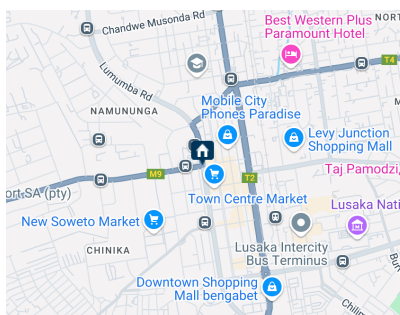 Chandwe Musonda Rd
Best Western Plus
Paramount Hotel
NORT
T4
Lumumba Rd
NAMUNUNGA
Mobile City
Phones Paradise
Levy Junction
Shopping Mall
M9
T2
Taj Pamodzi,
ort-SA (pty)
Town Centre Market
Lusaka Nati
New Soweto Market
CHINIKA
Lusaka Intercity
Bus Terminus
Downtown Shopping
Mall bengabet
Chilim